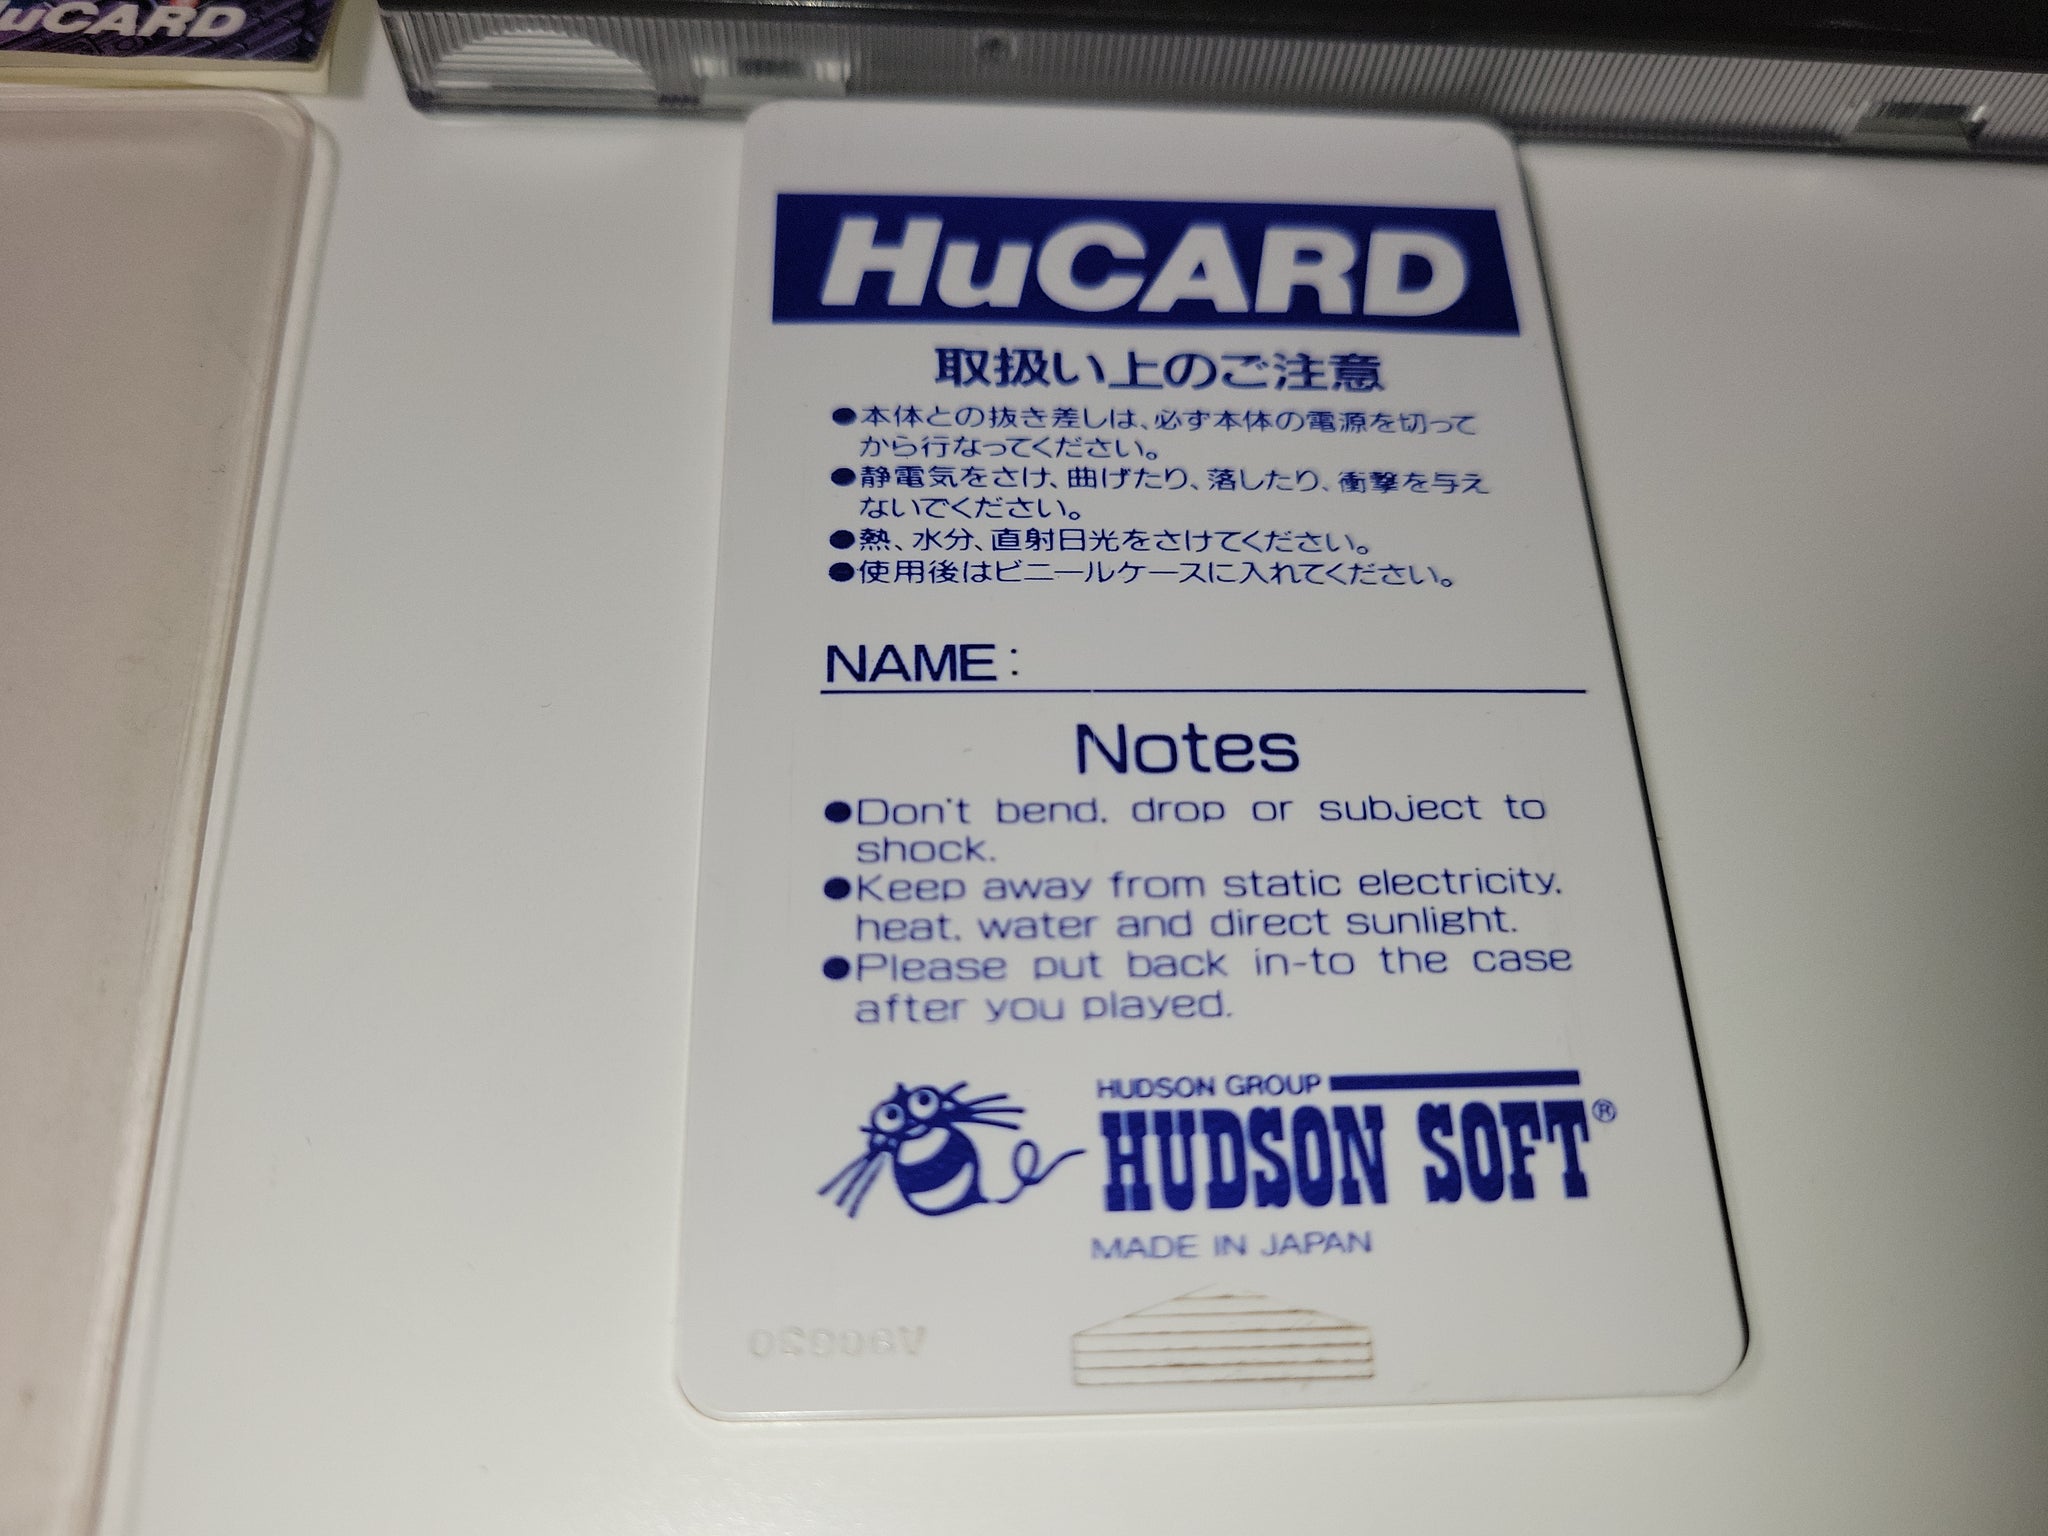 HuCARD
HuCARD
取扱い上のご注意
●本体との抜き差しは、必ず本体の電源を切って
から行なってください。
●静電気をさけ、曲げたり、落したり、衝撃を与え
ないでください。
●熱、水分、直射日光をさけてください。
●使用後はビニールケースに入れてください。
NAME:
Notes
●Don't bend, drop or subject to
shock.
●Keep away from static electricity,
heat, water and direct sunlight.
●Please put back in-to the case
after you played.
HUDSON GROUP
HUDSON SOFT®
MADE IN JAPAN